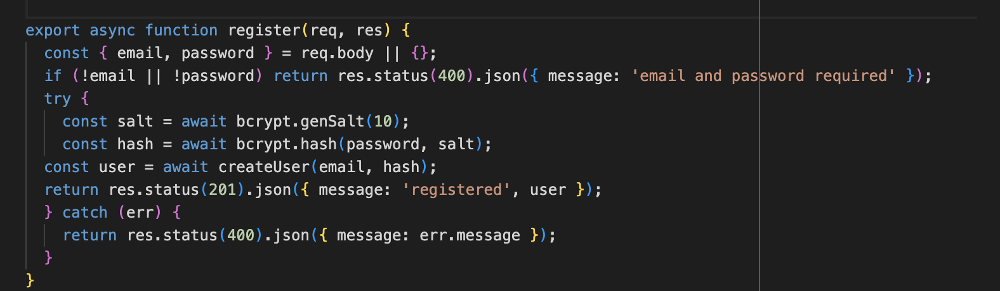 export async function register(req, res) {
  const { email, password } = req.body || {};
  if (!email || !password) return res.status(400).json({ message: 'email and password required' });
  try {
    const salt = await bcrypt.genSalt(10);
    const hash = await bcrypt.hash(password, salt);
  const user = await createUser(email, hash);
  return res.status(201).json({ message: 'registered', user });
  } catch (err) {
    return res.status(400).json({ message: err.message });
  }
}